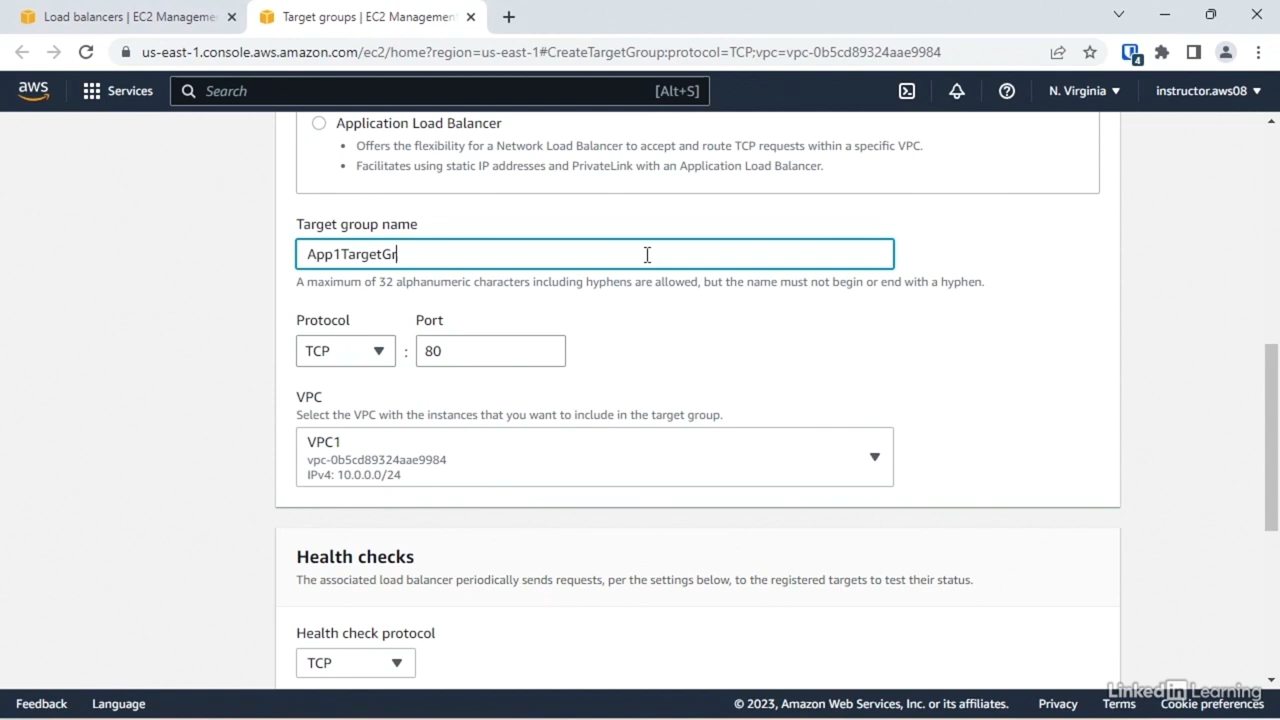 Load balancers | EC2 Manageme
Target groups | EC2 Management
us-east-1.console.aws.amazon.com/ec2/home?region=us-east-1#CreateTargetGroup:protocol=TCP;vpc=vpc-0b5cd89324aae9984
4
aws
Services
Search
[Alt+S]
N. Virginia
instructor.aws08
Application Load Balancer
• Offers the flexibility for a Network Load Balancer to accept and route TCP requests within a specific VPC.
• Facilitates using static IP addresses and PrivateLink with an Application Load Balancer.
Target group name
App1TargetGr
A maximum of 32 alphanumeric characters including hyphens are allowed, but the name must not begin or end with a hyphen.
Protocol
Port
TCP
:
80
VPC
Select the VPC with the instances that you want to include in the target group.
VPC1
vpc-0b5cd89324aae9984
IPv4: 10.0.0.0/24
Health checks
The associated load balancer periodically sends requests, per the settings below, to the registered targets to test their status.
Health check protocol
TCP
LinkedIn Learning
Feedback
Language
© 2023, Amazon Web Services, Inc. or its affiliates.
Privacy
Terms
Cookie preferences